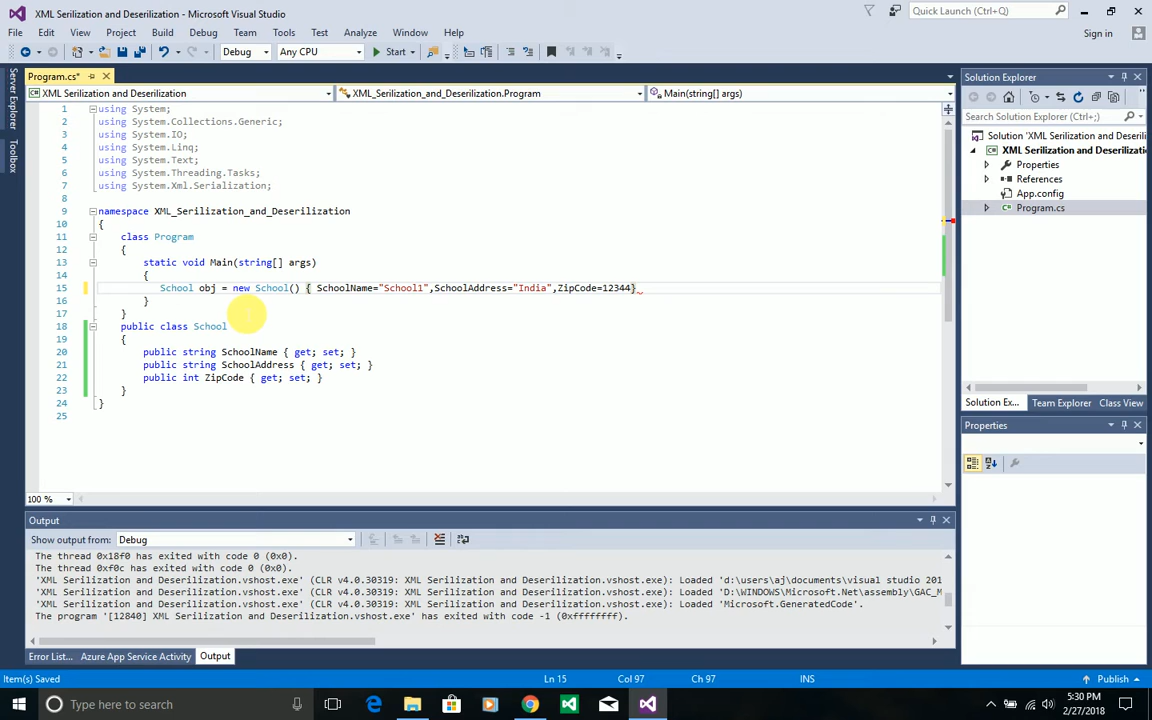 XML Serilization and Deserilization - Microsoft Visual Studio
Quick Launch (Ctrl+;)
File Edit View Project Build Debug Team Tools Test Analyze Window Help
Sign in
Debug Any CPU Start
Server Explorer
Toolbox
Program.cs*
XML Serilization and Deserilization XML_Serilization_and_Deserilization.Program Main(string[] args)
1 using System;
2 using System.Collections.Generic;
3 using System.IO;
4 using System.Linq;
5 using System.Text;
6 using System.Threading.Tasks;
7 using System.Xml.Serialization;
8
9 namespace XML_Serilization_and_Deserilization
10 {
11 class Program
12 {
13 static void Main(string[] args)
14 {
15 School obj = new School() { SchoolName="School1",SchoolAddress="India",ZipCode=12344}
16 }
17 }
18 public class School
19 {
20 public string SchoolName { get; set; }
21 public string SchoolAddress { get; set; }
22 public int ZipCode { get; set; }
23 }
24 }
25
100 %
Solution Explorer
Search Solution Explorer (Ctrl+;)
Solution 'XML Serilization and Deserili
XML Serilization and Deserilizati
Properties
References
App.config
Program.cs
Solution Ex... Team Explorer Class View
Properties
Output
Show output from: Debug
The thread 0x18f0 has exited with code 0 (0x0).
The thread 0xf0c has exited with code 0 (0x0).
'XML Serilization and Deserilization.vshost.exe' (CLR v4.0.30319: XML Serilization and Deserilization.vshost.exe): Loaded 'd:\users\aj\documents\visual studio 201
'XML Serilization and Deserilization.vshost.exe' (CLR v4.0.30319: XML Serilization and Deserilization.vshost.exe): Loaded 'D:\WINDOWS\Microsoft.Net\assembly\GAC_M
'XML Serilization and Deserilization.vshost.exe' (CLR v4.0.30319: XML Serilization and Deserilization.vshost.exe): Loaded 'Microsoft.GeneratedCode'.
The program '[12840] XML Serilization and Deserilization.vshost.exe' has exited with code -1 (0xffffffff).
Error List... Azure App Service Activity Output
Item(s) Saved Ln 15 Col 97 Ch 97 INS Publish
Type here to search
5:30 PM
2/27/2018